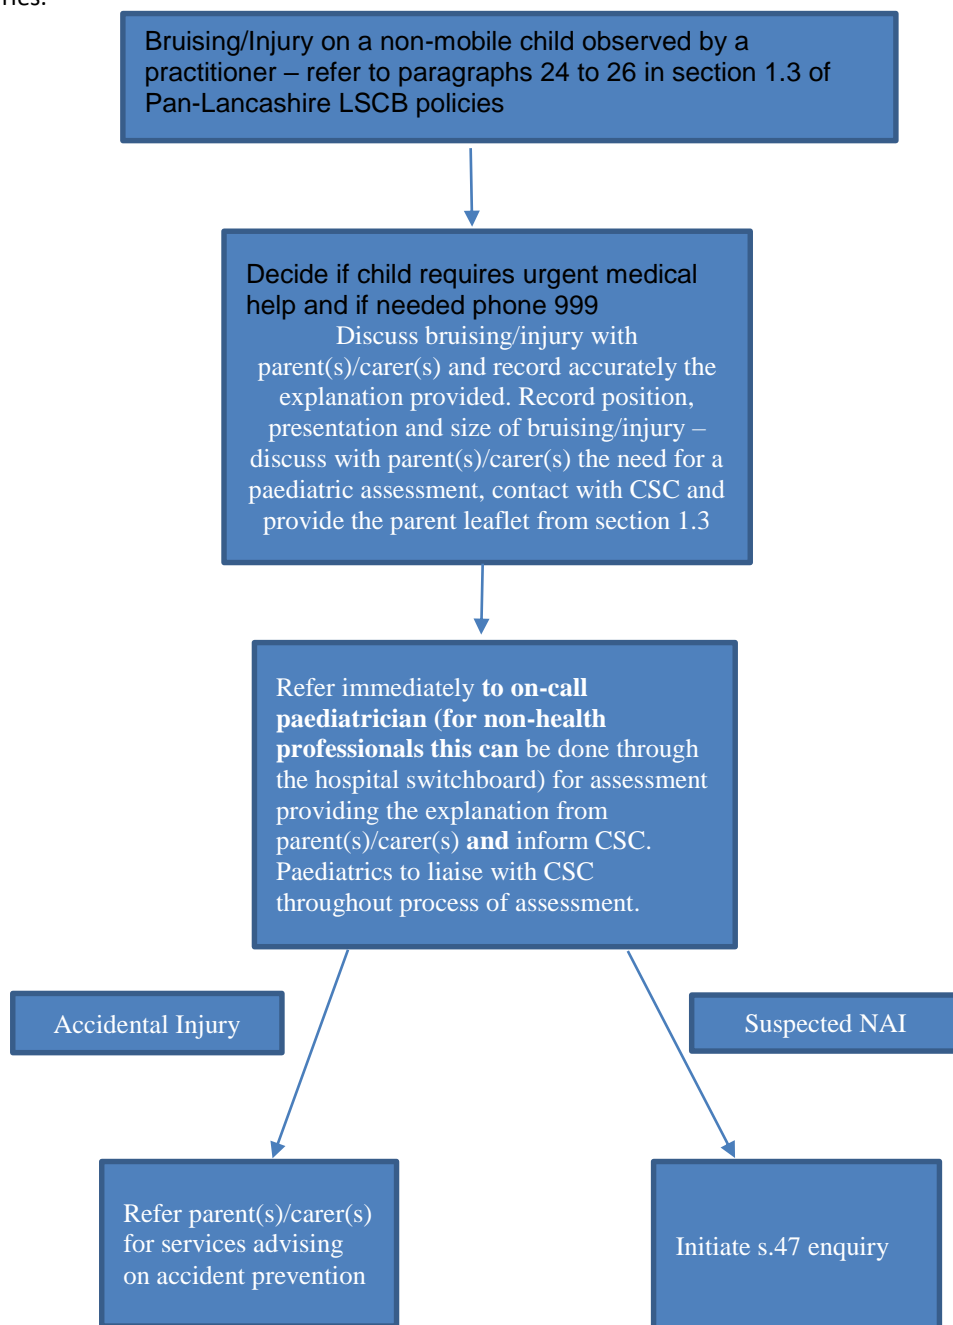 ries.
Bruising/Injury on a non-mobile child observed by a
practitioner – refer to paragraphs 24 to 26 in section 1.3 of
Pan-Lancashire LSCB policies
Decide if child requires urgent medical
help and if needed phone 999
Discuss bruising/injury with
parent(s)/carer(s) and record accurately the
explanation provided. Record position,
presentation and size of bruising/injury –
discuss with parent(s)/carer(s) the need for a
paediatric assessment, contact with CSC and
provide the parent leaflet from section 1.3
Refer immediately to on-call
paediatrician (for non-health
professionals this can be done through
the hospital switchboard) for assessment
providing the explanation from
parent(s)/carer(s) and inform CSC.
Paediatrics to liaise with CSC
throughout process of assessment.
Accidental Injury
Suspected NAI
Refer parent(s)/carer(s)
for services advising
on accident prevention
Initiate s.47 enquiry